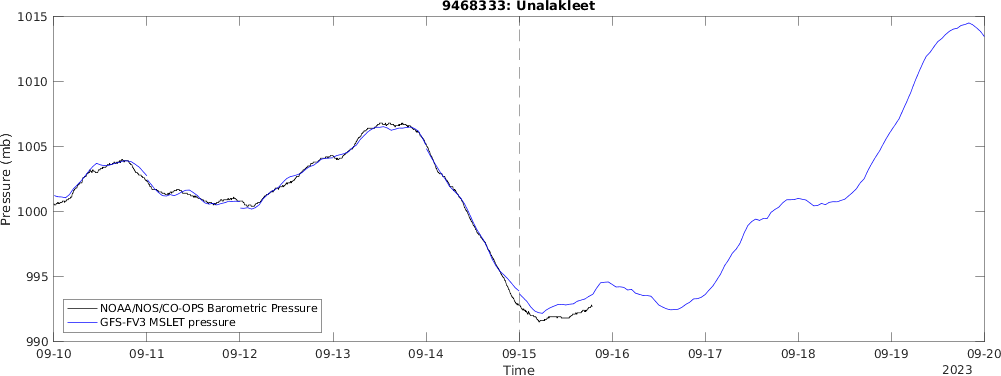 9468333: Unalakleet
1015
1010
1005
1000
995
990
Pressure (mb)
NOAA/NOS/CO-OPS Barometric Pressure
GFS-FV3 MSLET pressure
09-10 09-11 09-12 09-13 09-14 09-15 09-16 09-17 09-18 09-19 09-20
Time
2023